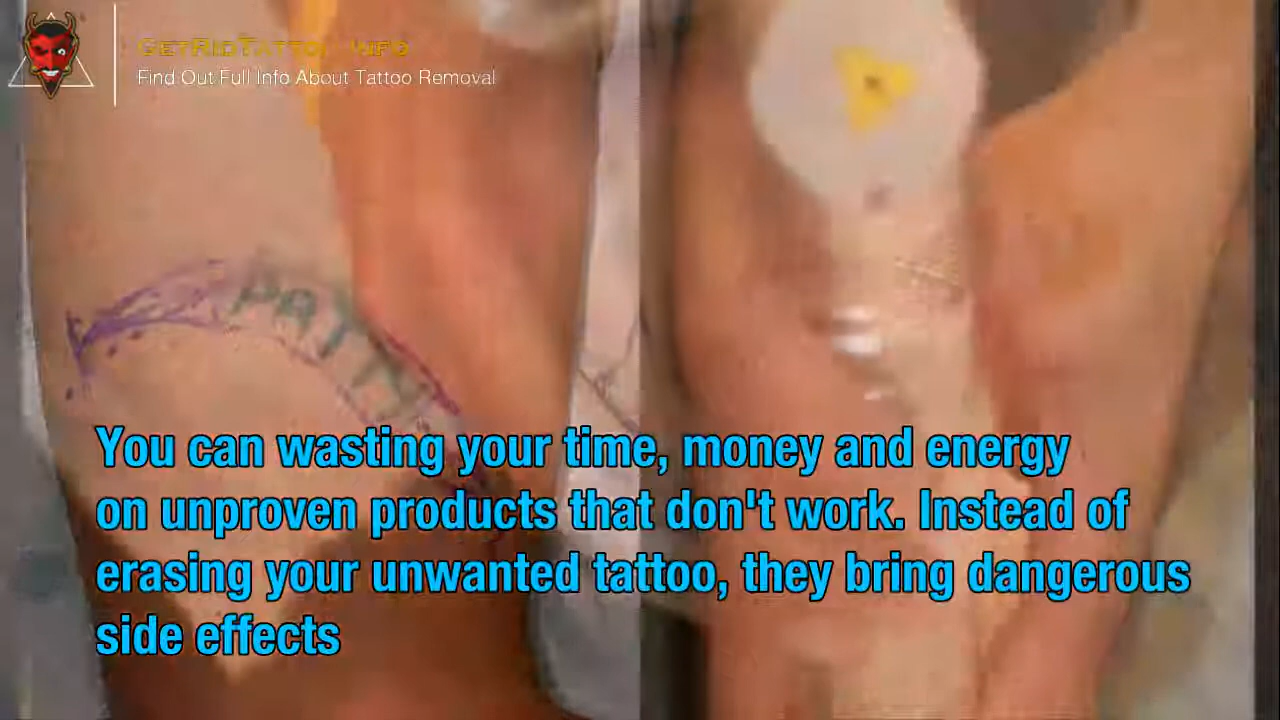 GetRidTattoo Info
Find Out Full Info About Tattoo Removal
You can wasting your time, money and energy
on unproven products that don't work. Instead of
erasing your unwanted tattoo, they bring dangerous
side effects